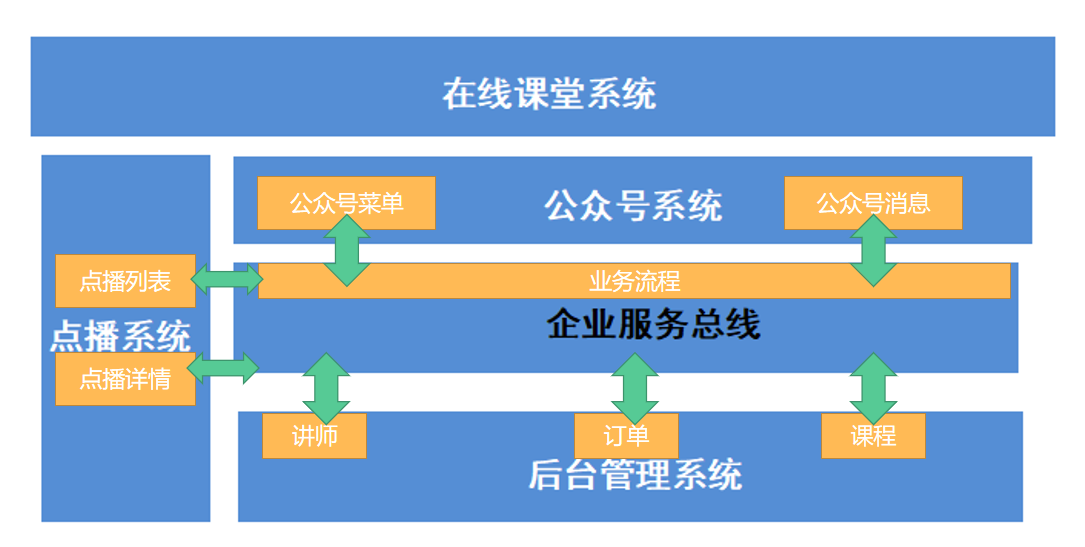 在线课堂系统
公众号菜单
公众号系统
公众号消息
点播列表
业务流程
点播系统
企业服务总线
点播详情
讲师
订单
课程
后台管理系统